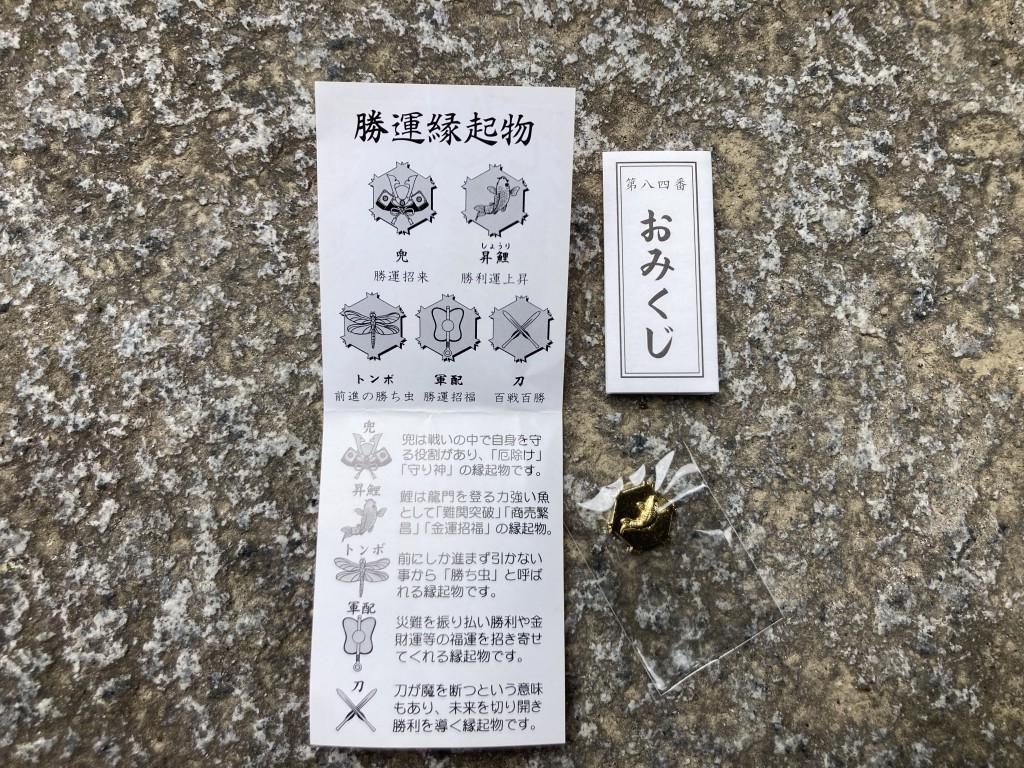 勝運縁起物
兜
勝運招来
しょうり
昇鯉
勝利運上昇
トンボ
前進の勝ち虫
軍配
勝運招福
刀
百戦百勝
兜
兜は戦いの中で自身を守
る役割があり、「厄除け」
「守り神」の縁起物です。
昇鯉
鯉は龍門を登る力強い魚
として「難関突破」「商売繁
昌」「金運招福」の縁起物。
トンボ
前にしか進まず引かない
事から「勝ち虫」と呼ば
れる縁起物です。
軍配
災難を振り払い勝利や金
財運等の福運を招き寄せ
てくれる縁起物です。
刀
刀が魔を断つという意味
もあり、未来を切り開き
勝利を導く縁起物です。
第八四番
おみくじ